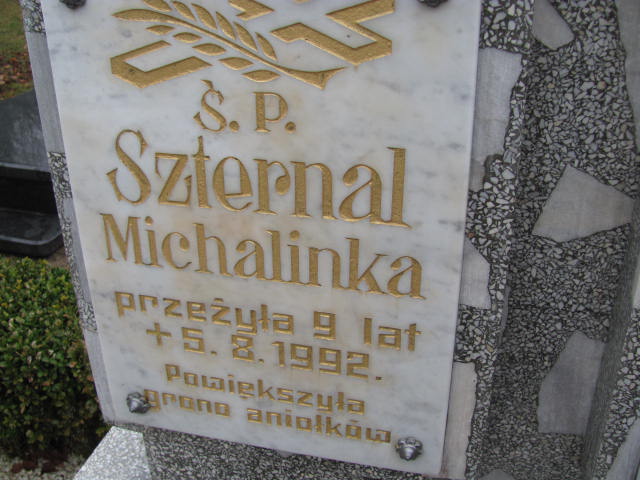 Ś. P.
Szternal
Michalinka
przeżyła 9 lat
+ 5. 8. 1992.
Powiększyła
grono aniołków